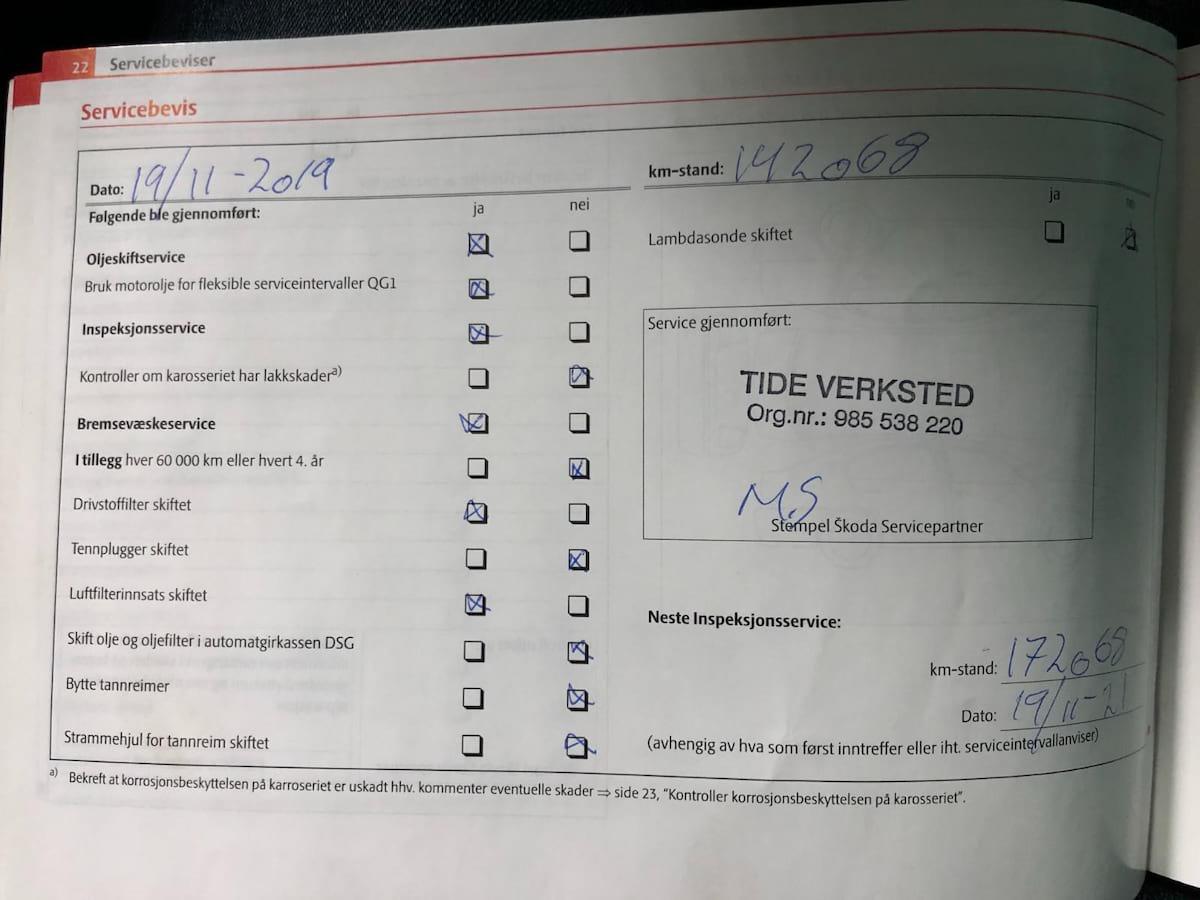 22 Servicebeviser
Servicebevis
Dato: 19/11-2019
Følgende ble gjennomført: ja nei
Oljeskiftservice
Bruk motorolje for fleksible serviceintervaller QG1
Inspeksjonsservice
Kontroller om karosseriet har lakkskader a)
Bremsevæskeservice
I tillegg hver 60 000 km eller hvert 4. år
Drivstoffilter skiftet
Tennplugger skiftet
Luftfilterinnsats skiftet
Skift olje og oljefilter i automatgirkassen DSG
Bytte tannreimer
Strammehjul for tannreim skiftet
km-stand: 142068
ja
Lambdasonde skiftet
Service gjennomført:
TIDE VERKSTED
Org.nr.: 985 538 220
M.S
Stempel Škoda Servicepartner
Neste Inspeksjonsservice:
km-stand: 172068
Dato: 19/11-21
(avhengig av hva som først inntreffer eller iht. serviceintervallanviser)
a) Bekreft at korrosjonsbeskyttelsen på karroseriet er uskadt hhv. kommenter eventuelle skader ⇒ side 23, “Kontroller korrosjonsbeskyttelsen på karosseriet”.